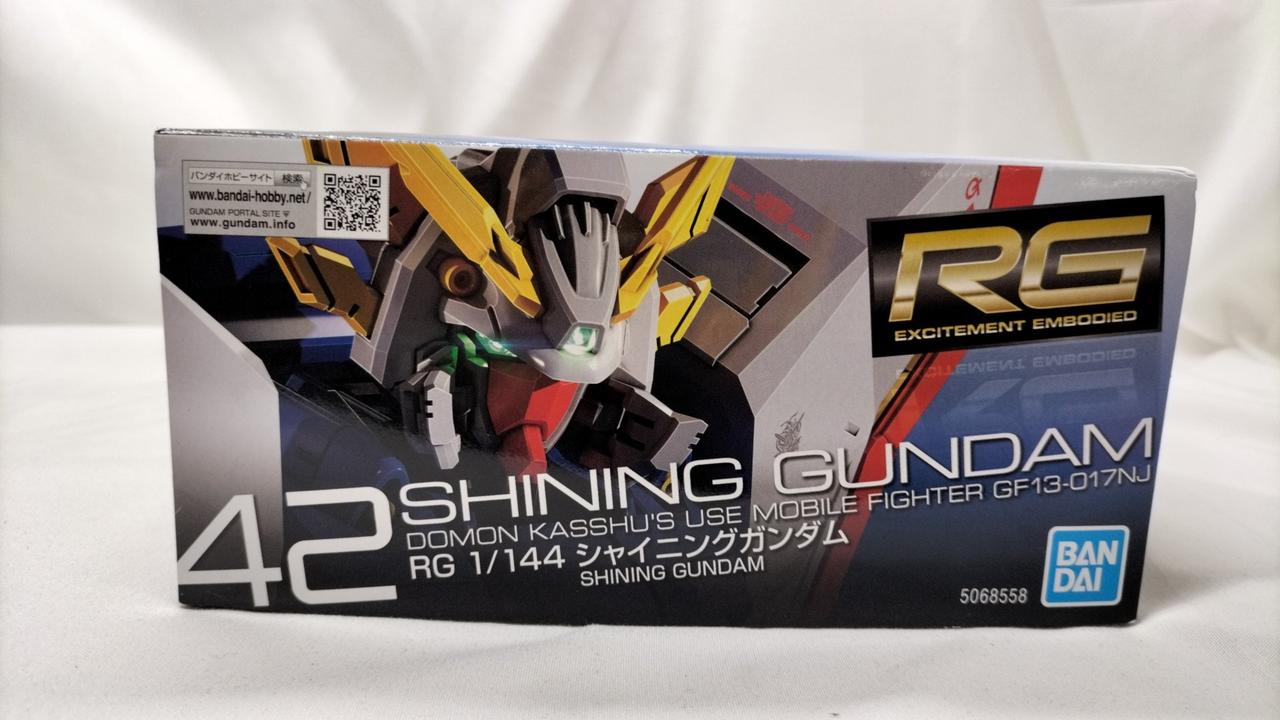 バンダイホビーサイト 検索
www.bandai-hobby.net/
GUNDAM PORTAL SITE
www.gundam.info
RG
EXCITEMENT EMBODIED
42
SHINING GUNDAM
DOMON KASSHU'S USE MOBILE FIGHTER GF13-017NJ
RG 1/144 シャイニングガンダム
SHINING GUNDAM
5068558
BAN
DAI